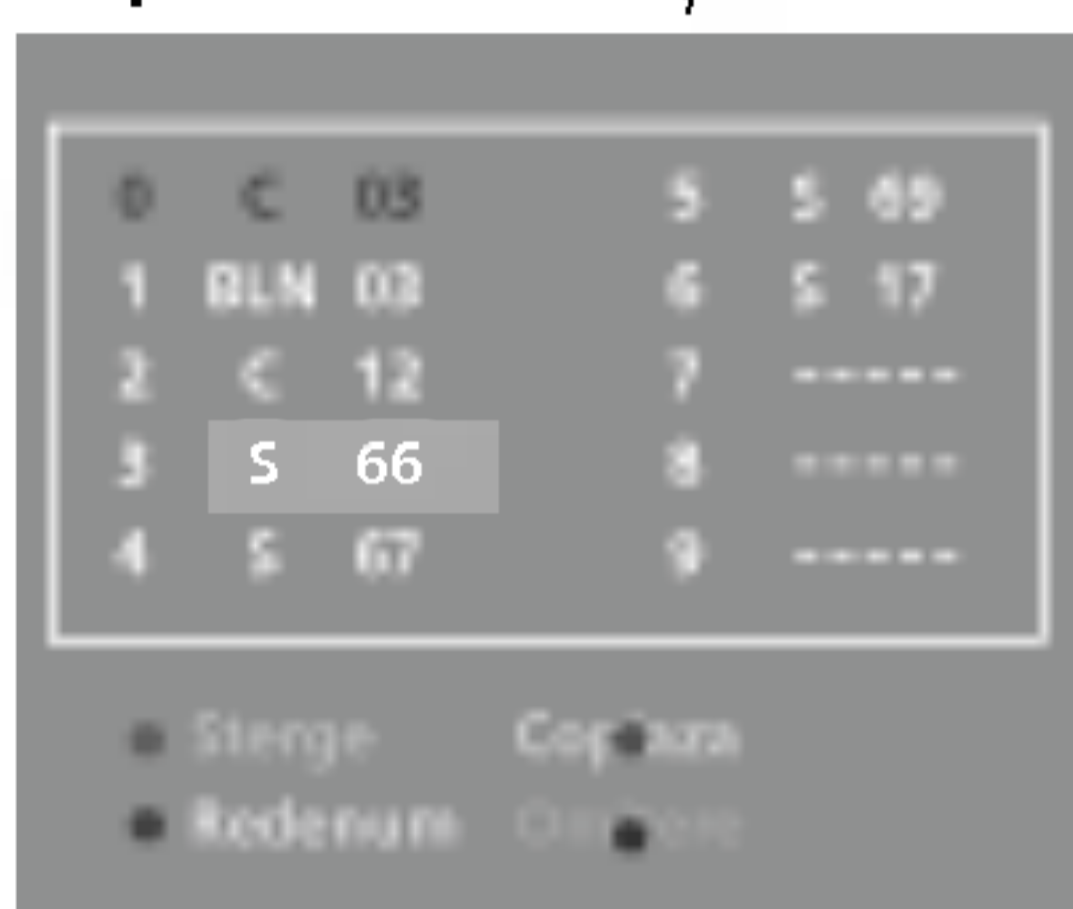 0 C 03 5 S 69
1 BLN 03 6 S 17
2 C 12 7 -----
3 S 66 8 -----
4 S 67 9 -----
Sterge
Redenum